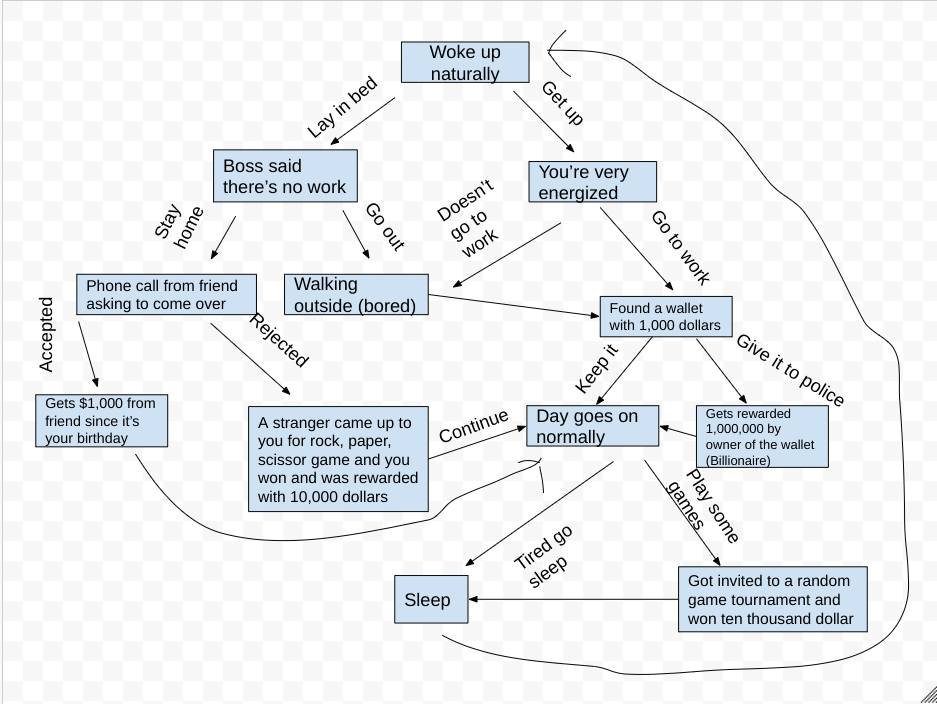 Woke up
naturally
Lay in bed
Get up
Boss said
there's no work
You're very
energized
Stay
home
Go out
Doesn't
go to
work
Go to work
Phone call from friend
asking to come over
Walking
outside (bored)
Found a wallet
with 1,000 dollars
Accepted
Rejected
Keep it
Give it to police
Gets $1,000 from
friend since it's
your birthday
A stranger came up to
you for rock, paper,
scissor game and you
won and was rewarded
with 10,000 dollars
Continue
Day goes on
normally
Gets rewarded
1,000,000 by
owner of the wallet
(Billionaire)
Play some
games
Tired go
sleep
Sleep
Got invited to a random
game tournament and
won ten thousand dollar